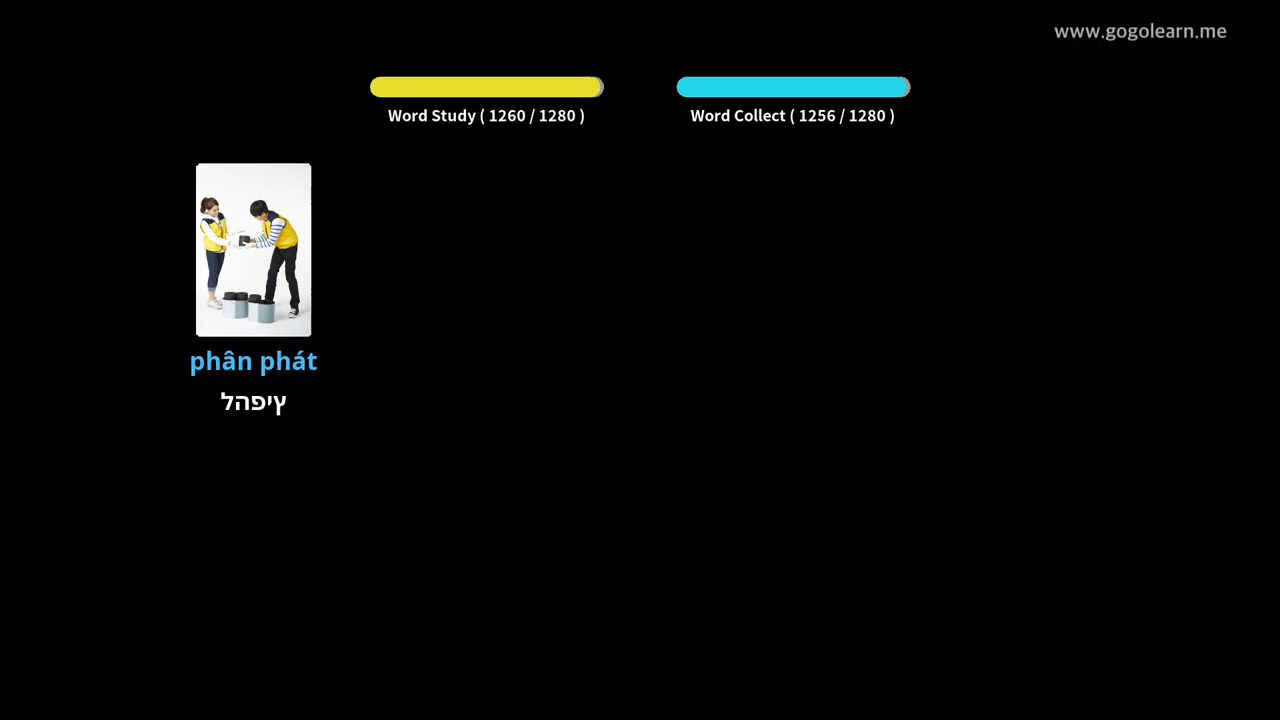 www.gogolearn.me
Word Study ( 1260 / 1280 )
Word Collect ( 1256 / 1280 )
phân phát
ץיפהל